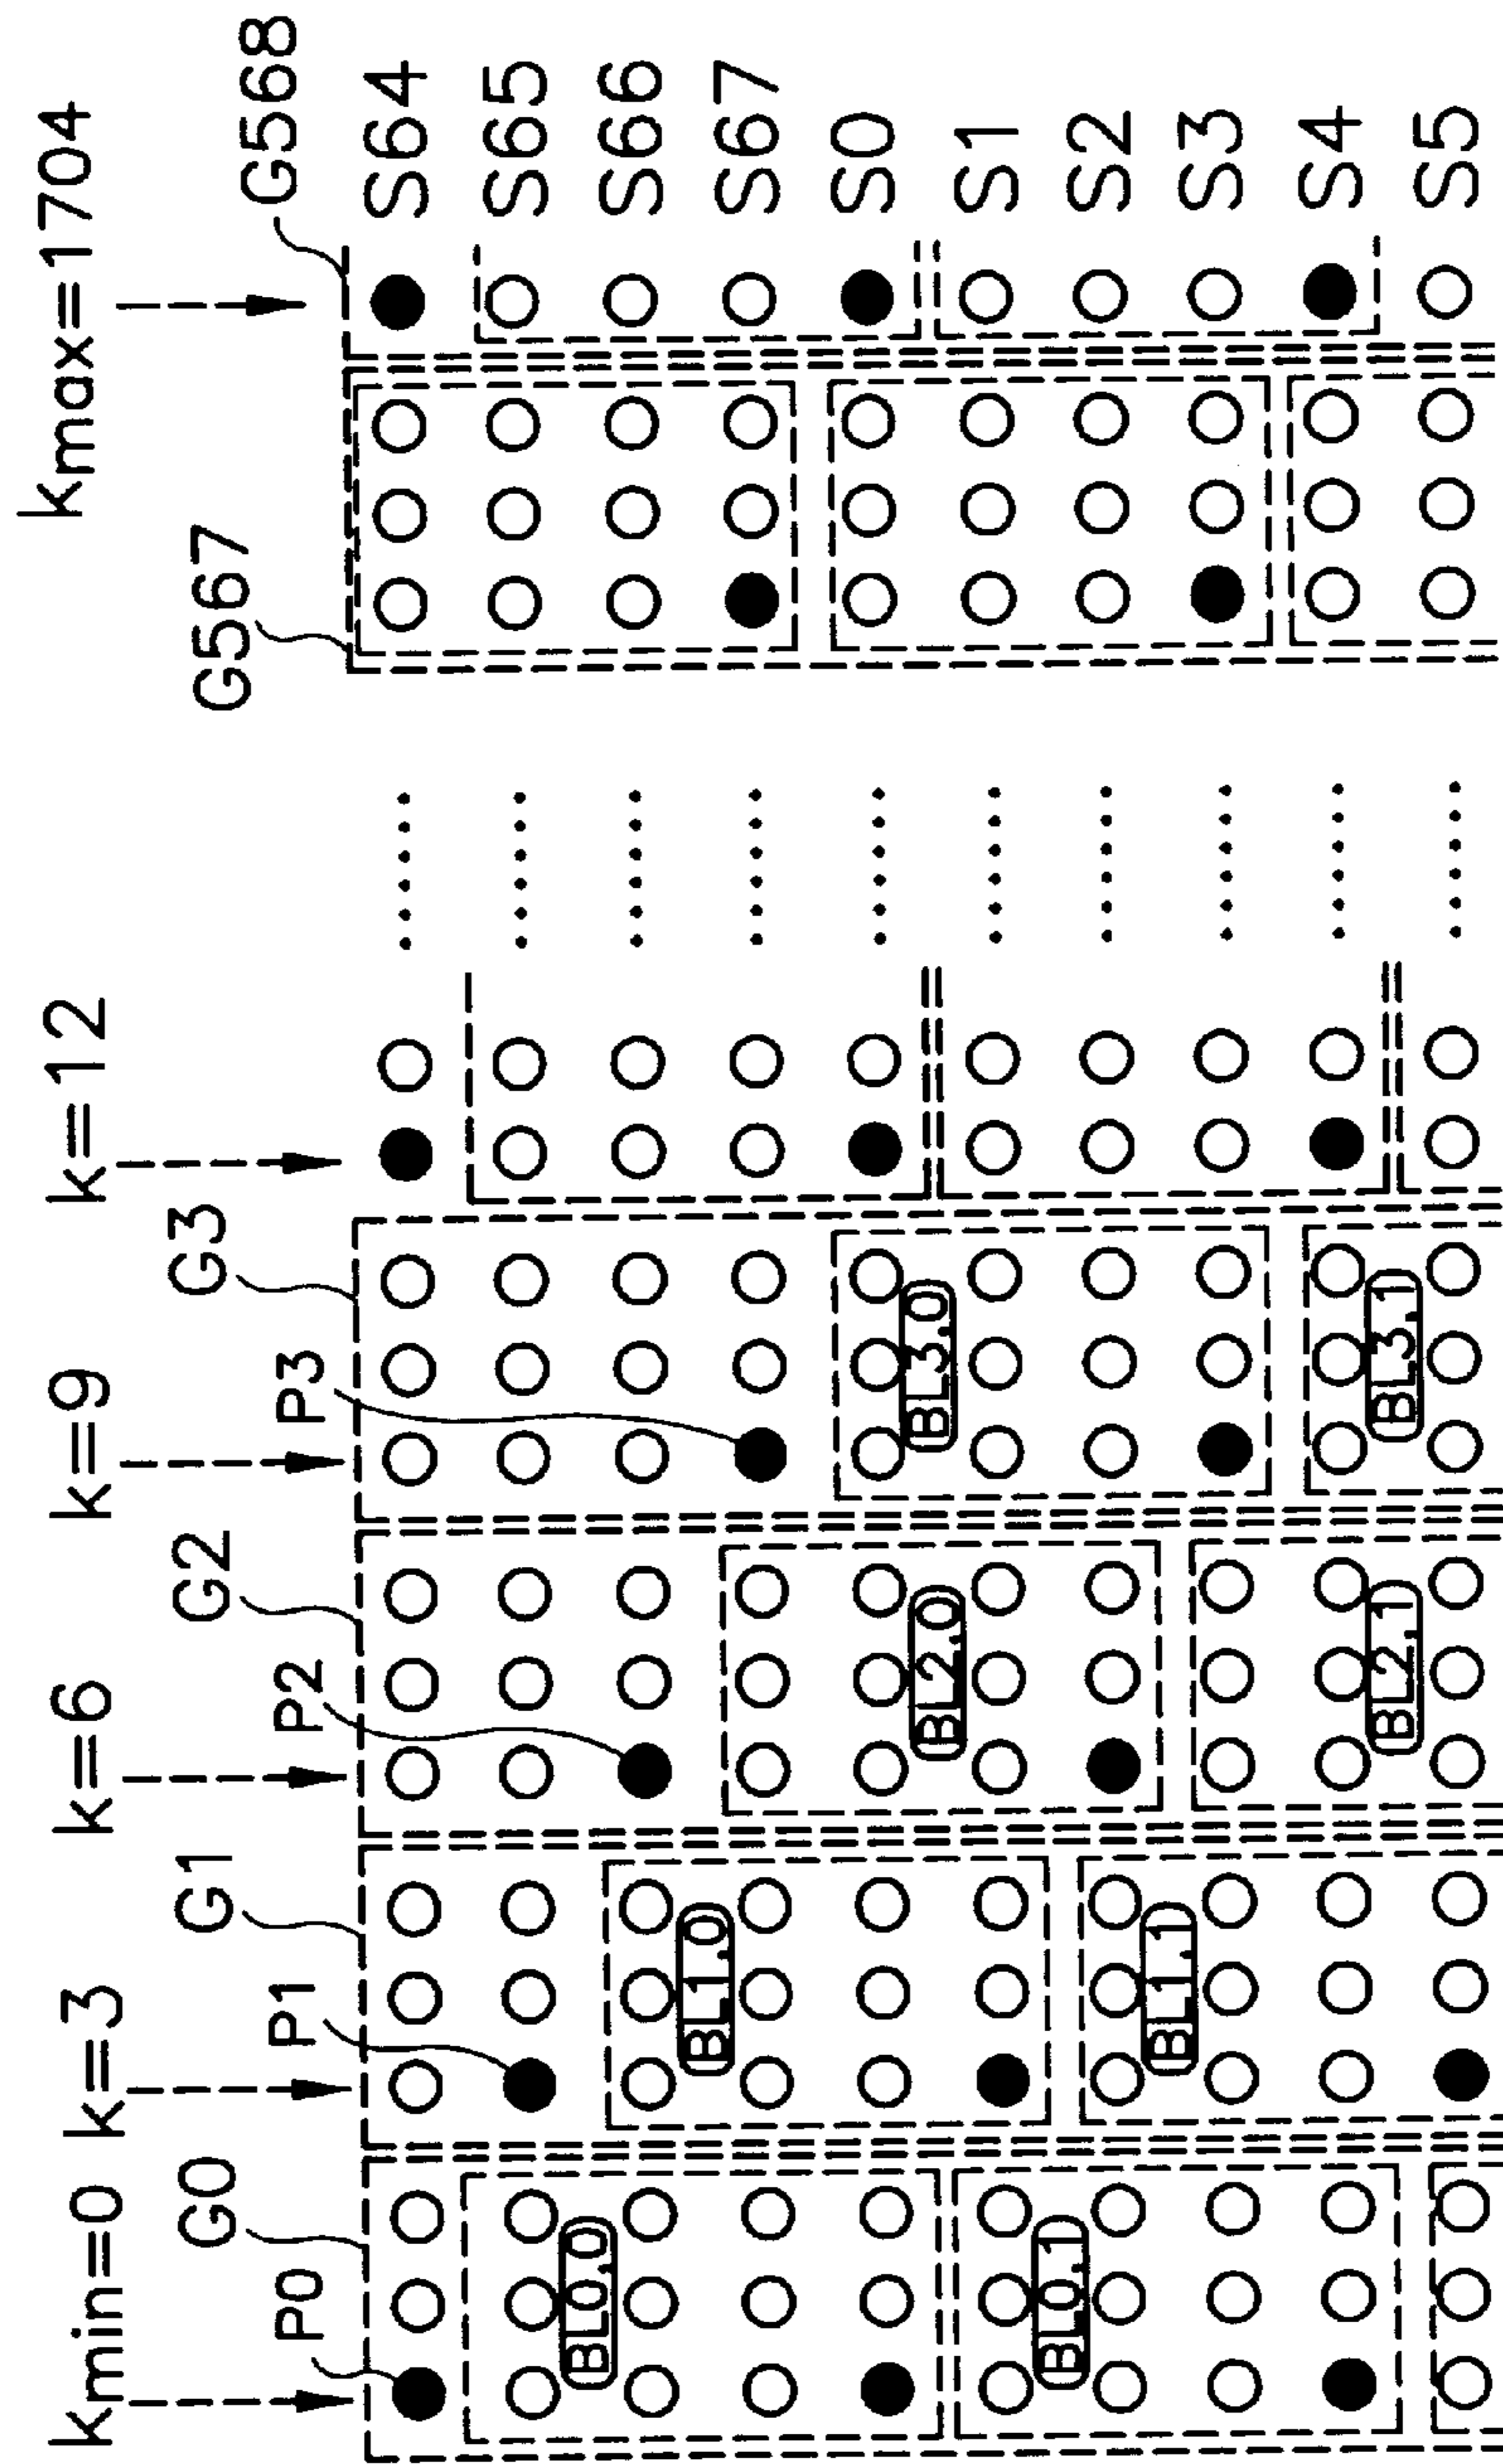 kmin=0 k=3 k=6 k=9 k=12 kmax=1704
G0 G1 G2 G3 G567 G568
P0 P1 P2 P3
S64
S65
BL0.0
S66
BL1.0
S67
S0
BL2.0 BL3.0
S1
BL0.1
S2
BL1.1
S3
S4
BL2.1 BL3.1
S5